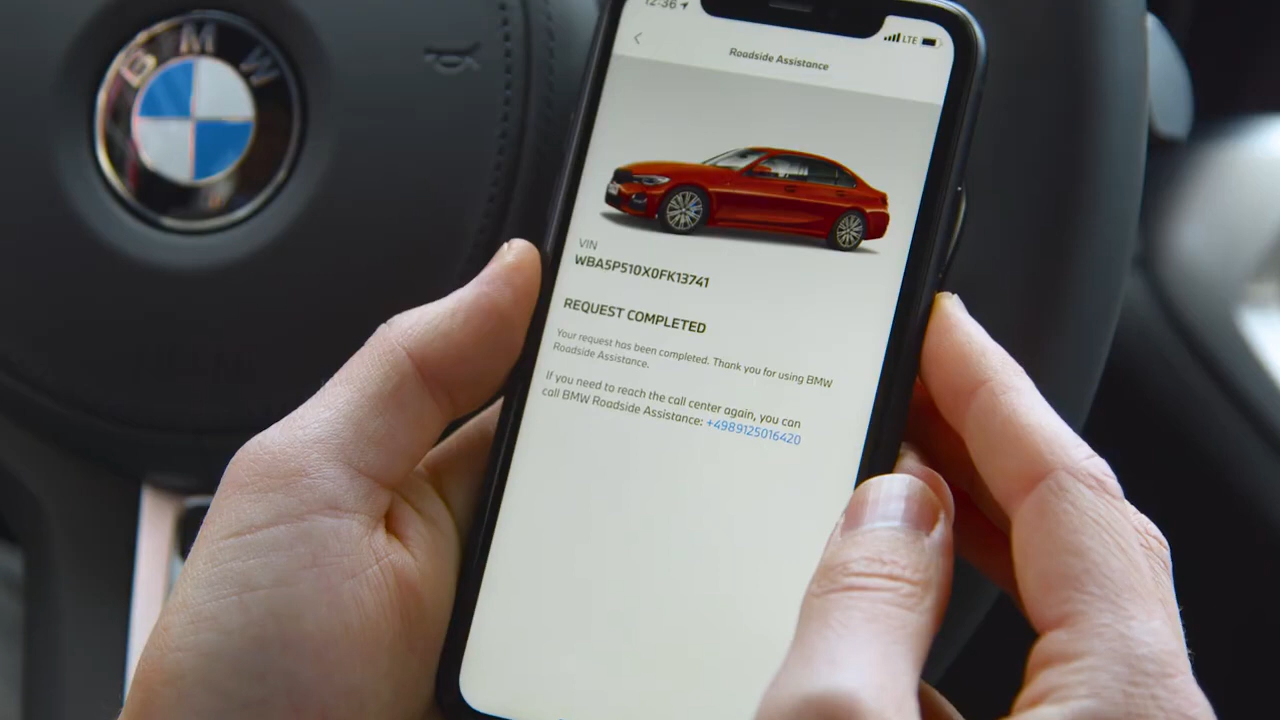 BMW
12:36
LTE
Roadside Assistance
VIN
WBA5P510X0FK13741
REQUEST COMPLETED
Your request has been completed. Thank you for using BMW
Roadside Assistance.
If you need to reach the call center again, you can
call BMW Roadside Assistance: +4989125016420